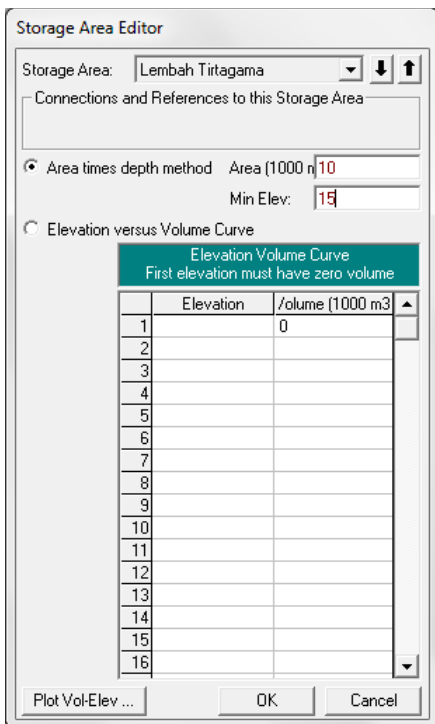 Storage Area Editor
Storage Area: Lembah Tirtagama
Connections and References to this Storage Area
Area times depth method Area (1000 m 10
Min Elev: 15
Elevation versus Volume Curve
Elevation Volume Curve
First elevation must have zero volume
Elevation /olume (1000 m3
1 0
2
3
4
5
6
7
8
9
10
11
12
13
14
15
16
Plot Vol-Elev ... OK Cancel